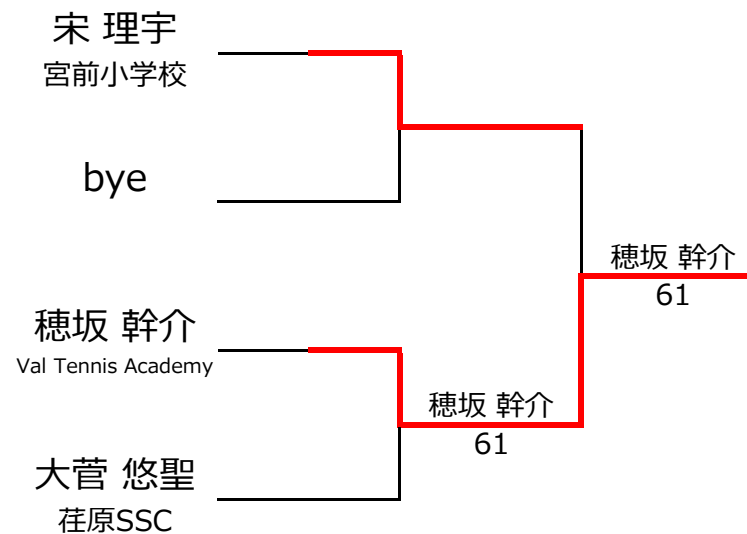 宋 理宇
宮前小学校
bye
穂坂 幹介
61
穂坂 幹介
Val Tennis Academy
穂坂 幹介
61
大菅 悠聖
荏原SSC